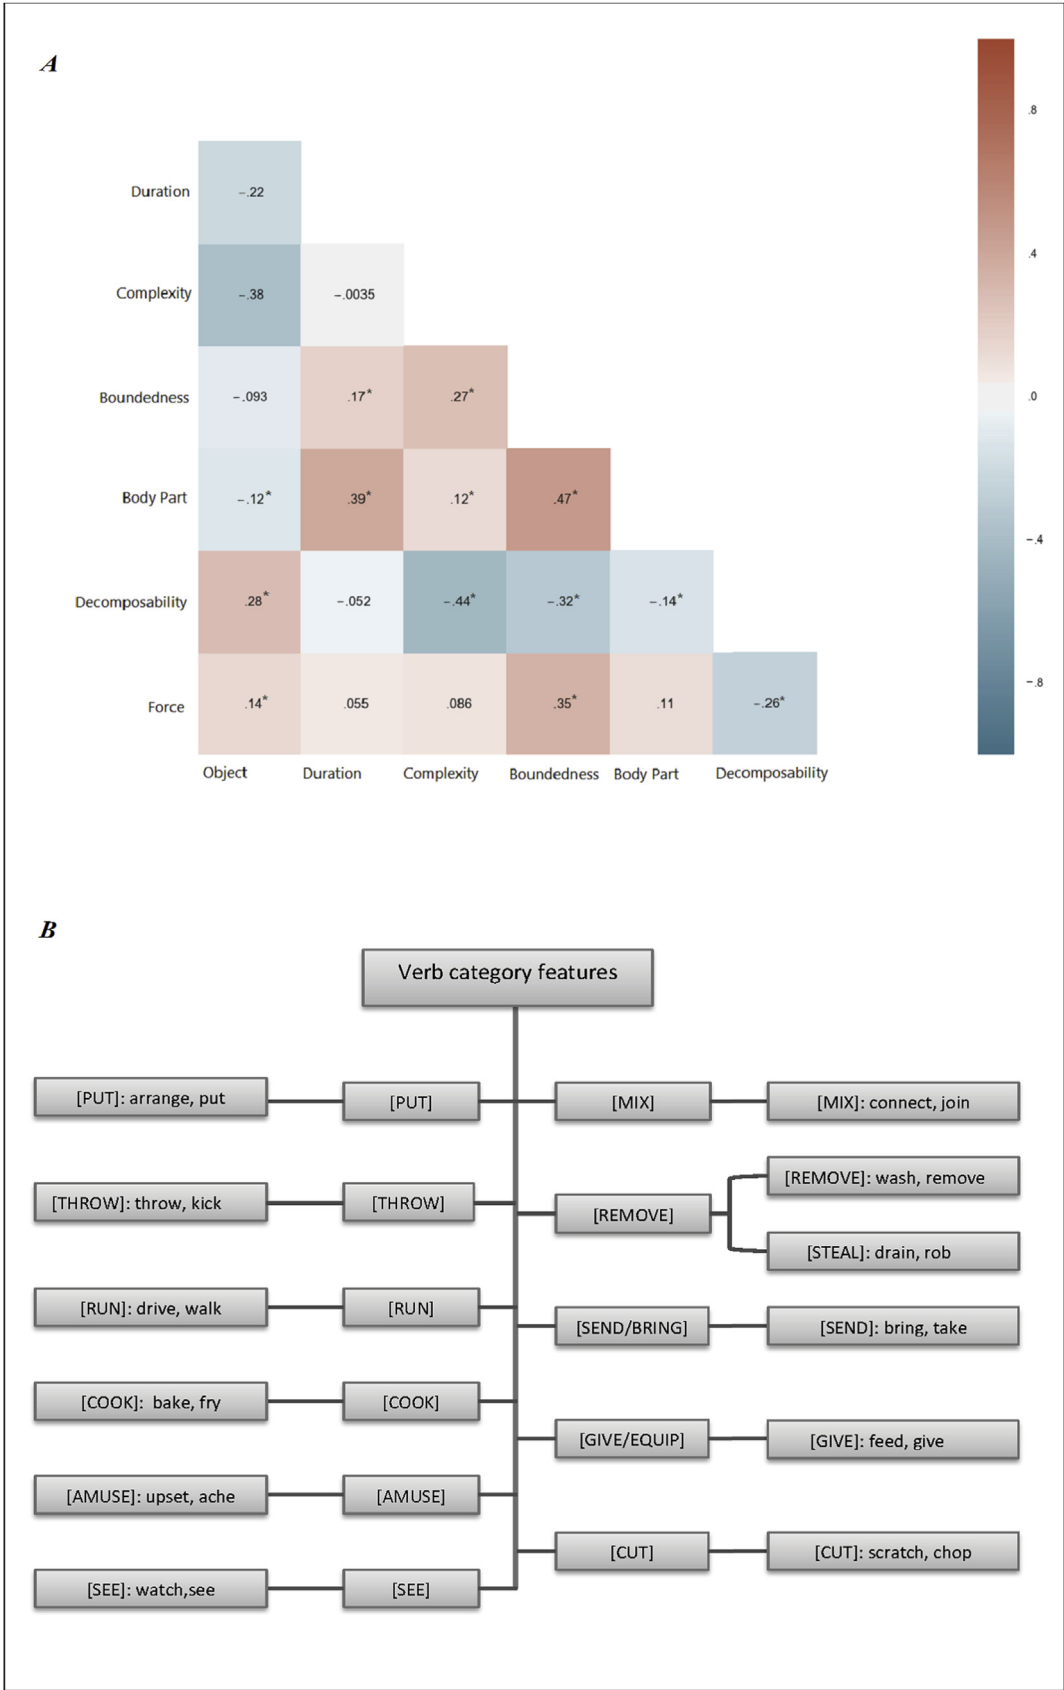 A
.8
.4
.0
−.4
−.8
Duration −.22
Complexity −.38 −.0035
Boundedness −.093 .17* .27*
Body Part −.12* .39* .12* .47*
Decomposability .28* −.052 −.44* −.32* −.14*
Force .14* .055 .086 .35* .11 −.26*
Object Duration Complexity Boundedness Body Part Decomposability
B
Verb category features
[PUT]: arrange, put
[PUT]
[MIX]
[MIX]: connect, join
[THROW]: throw, kick
[THROW]
[REMOVE]
[REMOVE]: wash, remove
[STEAL]: drain, rob
[RUN]: drive, walk
[RUN]
[SEND/BRING]
[SEND]: bring, take
[COOK]:  bake, fry
[COOK]
[GIVE/EQUIP]
[GIVE]: feed, give
[AMUSE]: upset, ache
[AMUSE]
[CUT]
[CUT]: scratch, chop
[SEE]: watch,see
[SEE]